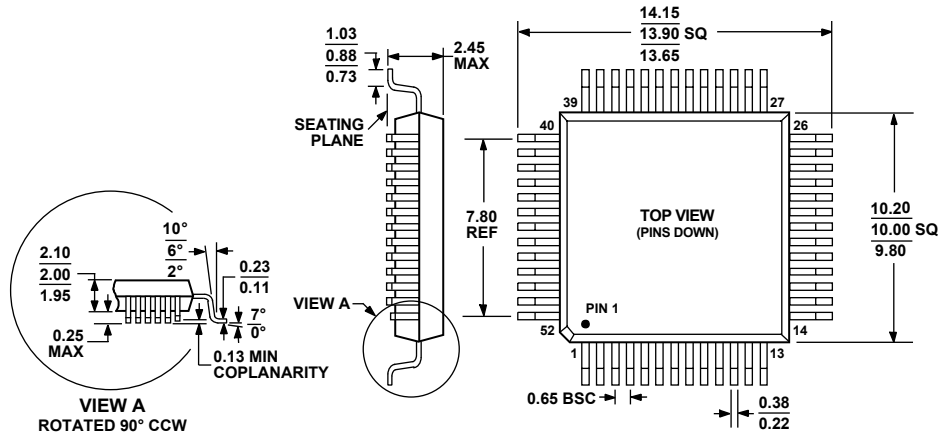 14.15
13.90 SQ
13.65
1.03
0.88
0.73
2.45
MAX
39
27
SEATING
PLANE
40
26
10.20
10.00 SQ
9.80
7.80
REF
TOP VIEW
(PINS DOWN)
10°
6°
2°
2.10
2.00
1.95
0.23
0.11
VIEW A
PIN 1
7°
0°
52
14
0.25
MAX
0.13 MIN
COPLANARITY
1
13
0.65 BSC
0.38
0.22
VIEW A
ROTATED 90° CCW